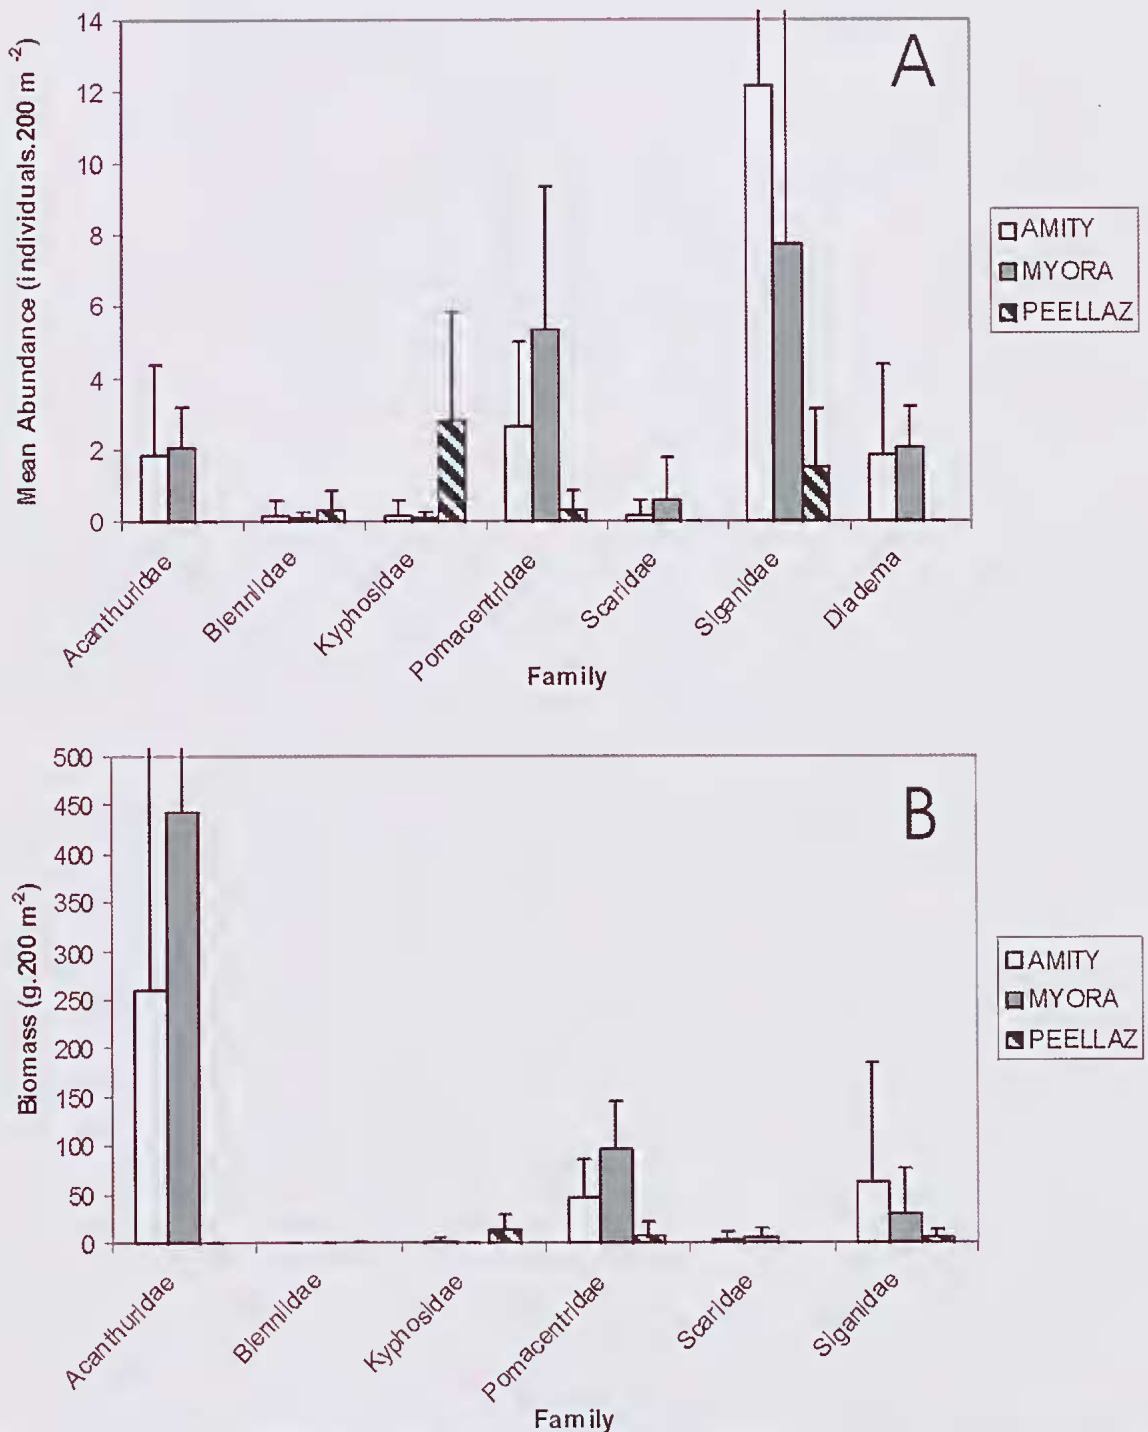 A
Mean Abundance (individuals.200 m⁻²)
14
12
10
8
6
4
2
0
AMITY
MYORA
PEELLAZ
Acanthuridae
Blenniidae
Kyphosidae
Pomacentridae
Scaridae
Siganidae
Diadema
Family
B
Biomass (g.200 m⁻²)
500
450
400
350
300
250
200
150
100
50
0
AMITY
MYORA
PEELLAZ
Acanthuridae
Blenniidae
Kyphosidae
Pomacentridae
Scaridae
Siganidae
Family